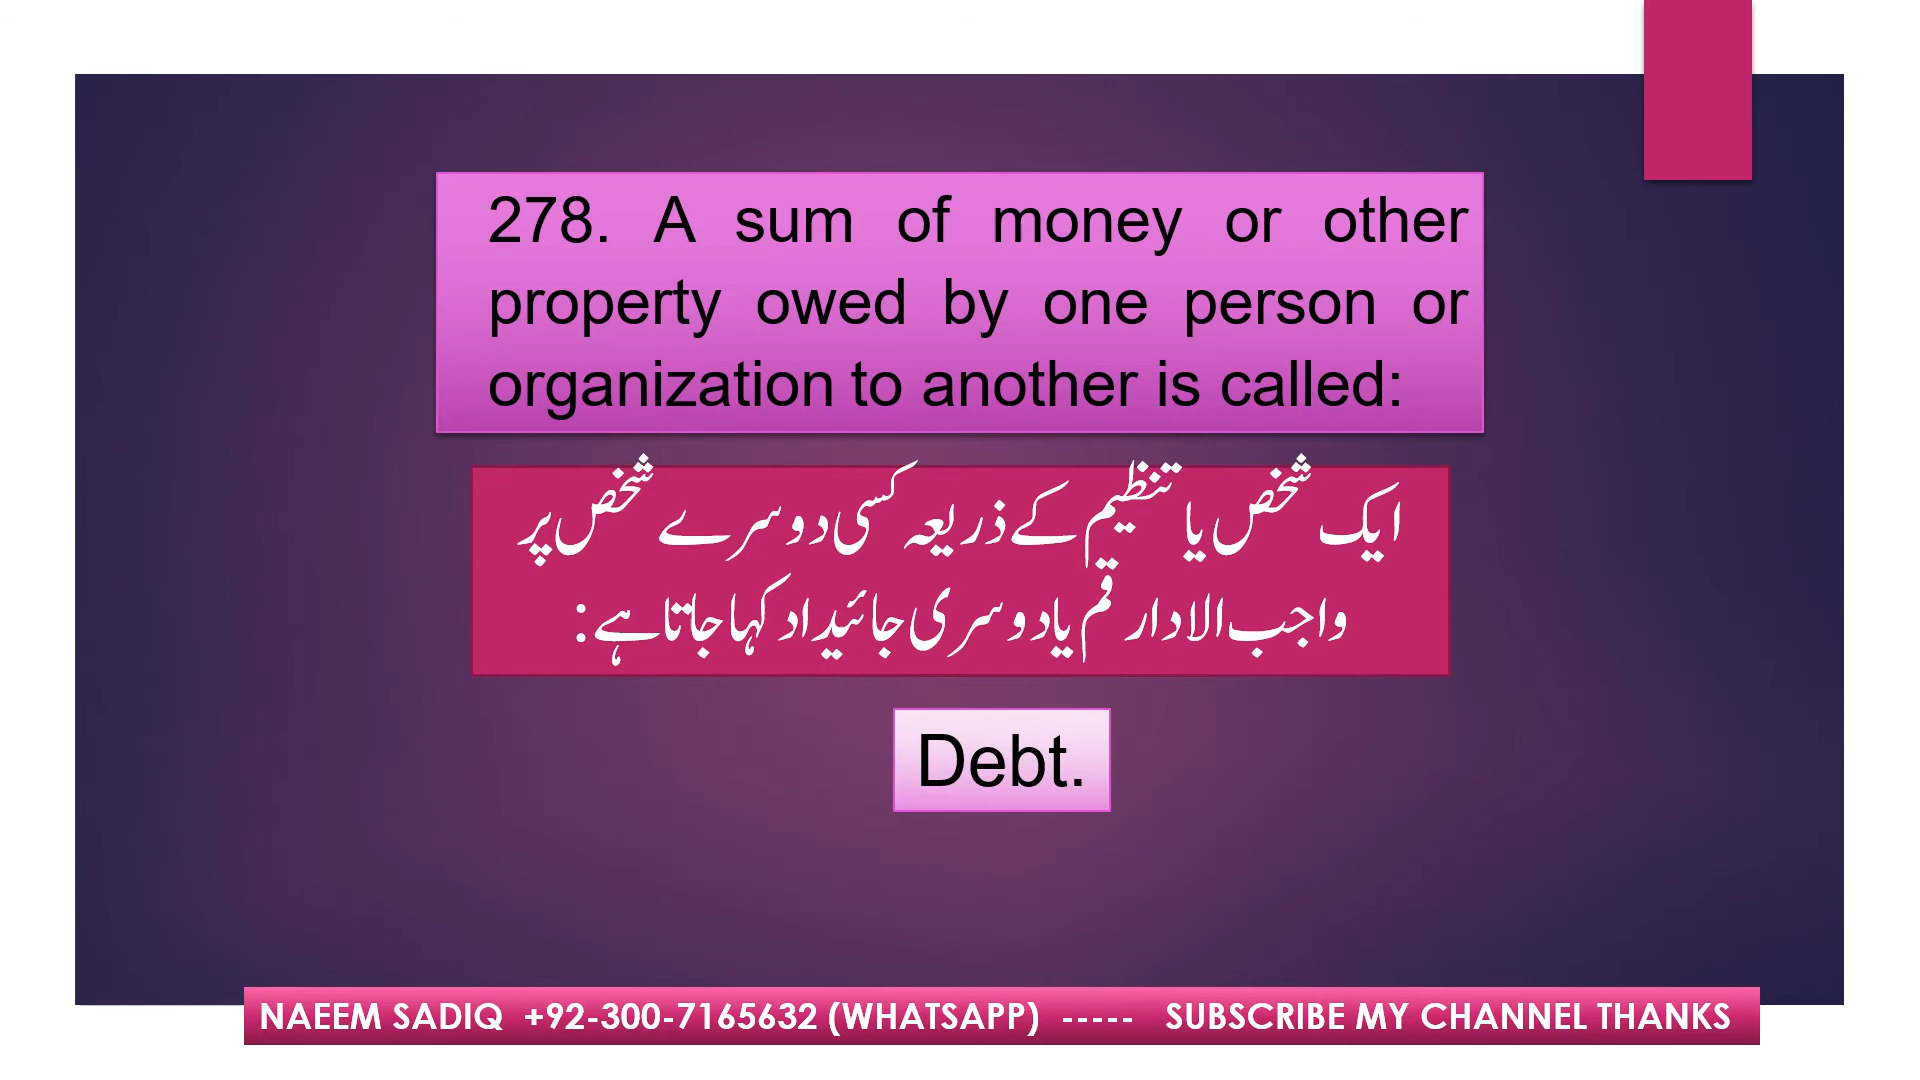 278. A sum of money or other
property owed by one person or
organization to another is called:
ایک شخص یا تنظیم کے ذریعہ کسی دوسرے شخص پر
واجب الادا رقم یا دوسری جائیداد کہا جاتا ہے:
Debt.
NAEEM SADIQ +92-300-7165632 (WHATSAPP) ----- SUBSCRIBE MY CHANNEL THANKS